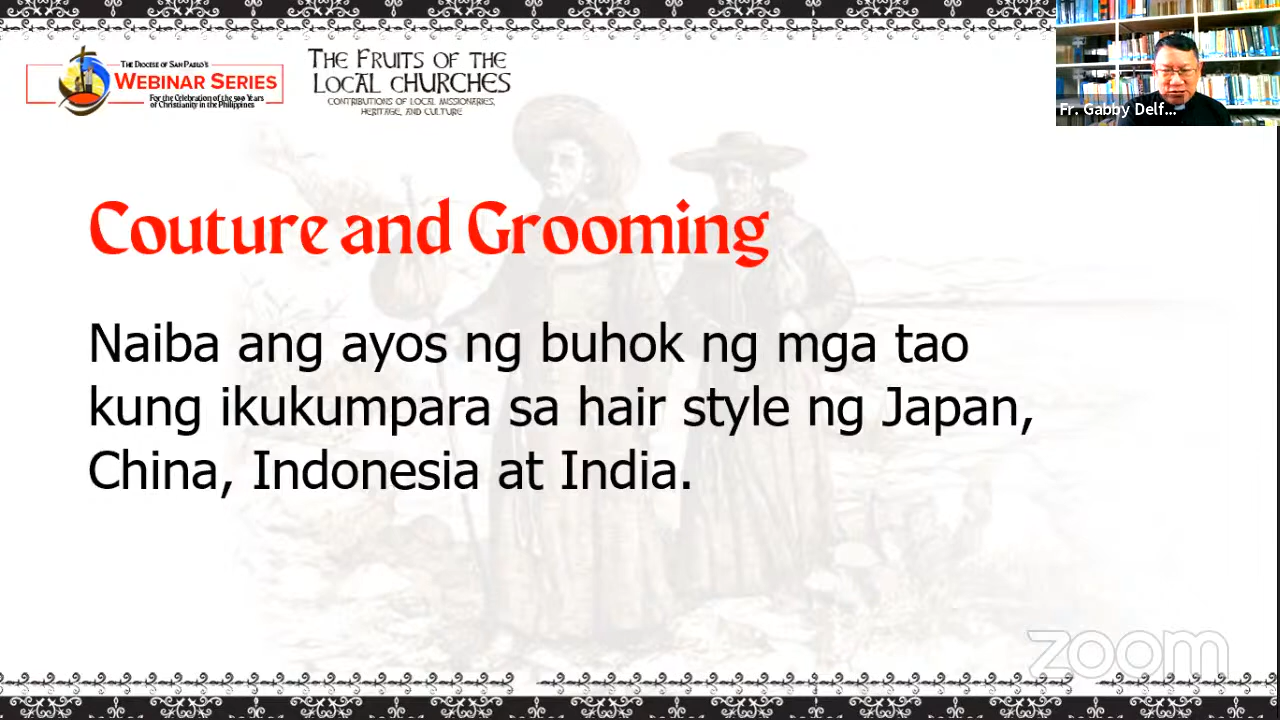 THE DIOCESE OF SAN PABLO'S
WEBINAR SERIES
For the Celebration of the 500 Years
of Christianity in the Philippines
THE FRUITS OF THE
LOCAL CHURCHES
CONTRIBUTIONS OF LOCAL MISSIONARIES,
HERITAGE, AND CULTURE
Fr. Gabby Delf...
Couture and Grooming
Naiba ang ayos ng buhok ng mga tao
kung ikukumpara sa hair style ng Japan,
China, Indonesia at India.
zoom